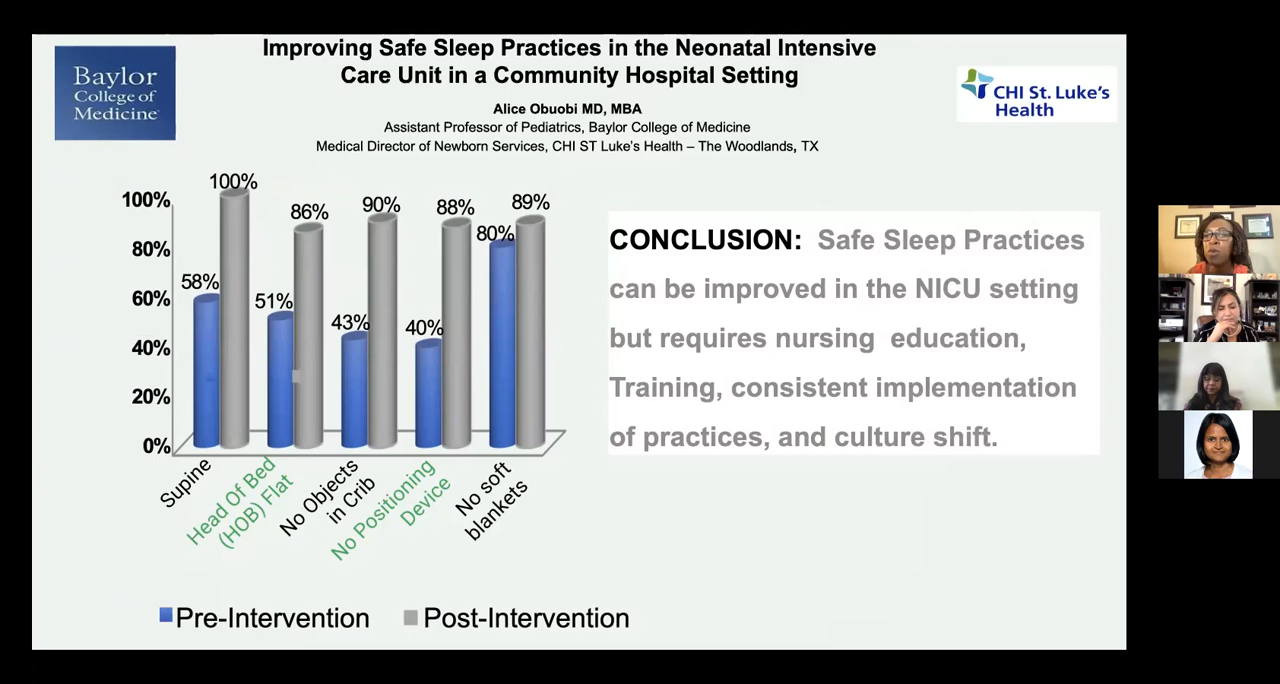 Improving Safe Sleep Practices in the Neonatal Intensive
Care Unit in a Community Hospital Setting
Baylor
College of
Medicine
CHI St. Luke's
Health
Alice Obuobi MD, MBA
Assistant Professor of Pediatrics, Baylor College of Medicine
Medical Director of Newborn Services, CHI ST Luke's Health – The Woodlands, TX
100%
80%
60%
40%
20%
0%
58%
100%
51%
86%
43%
90%
40%
88%
80%
89%
Supine
Head Of Bed
(HOB) Flat
No Objects
in Crib
No Positioning
Device
No soft
blankets
Pre-Intervention
Post-Intervention
CONCLUSION: Safe Sleep Practices
can be improved in the NICU setting
but requires nursing education,
Training, consistent implementation
of practices, and culture shift.